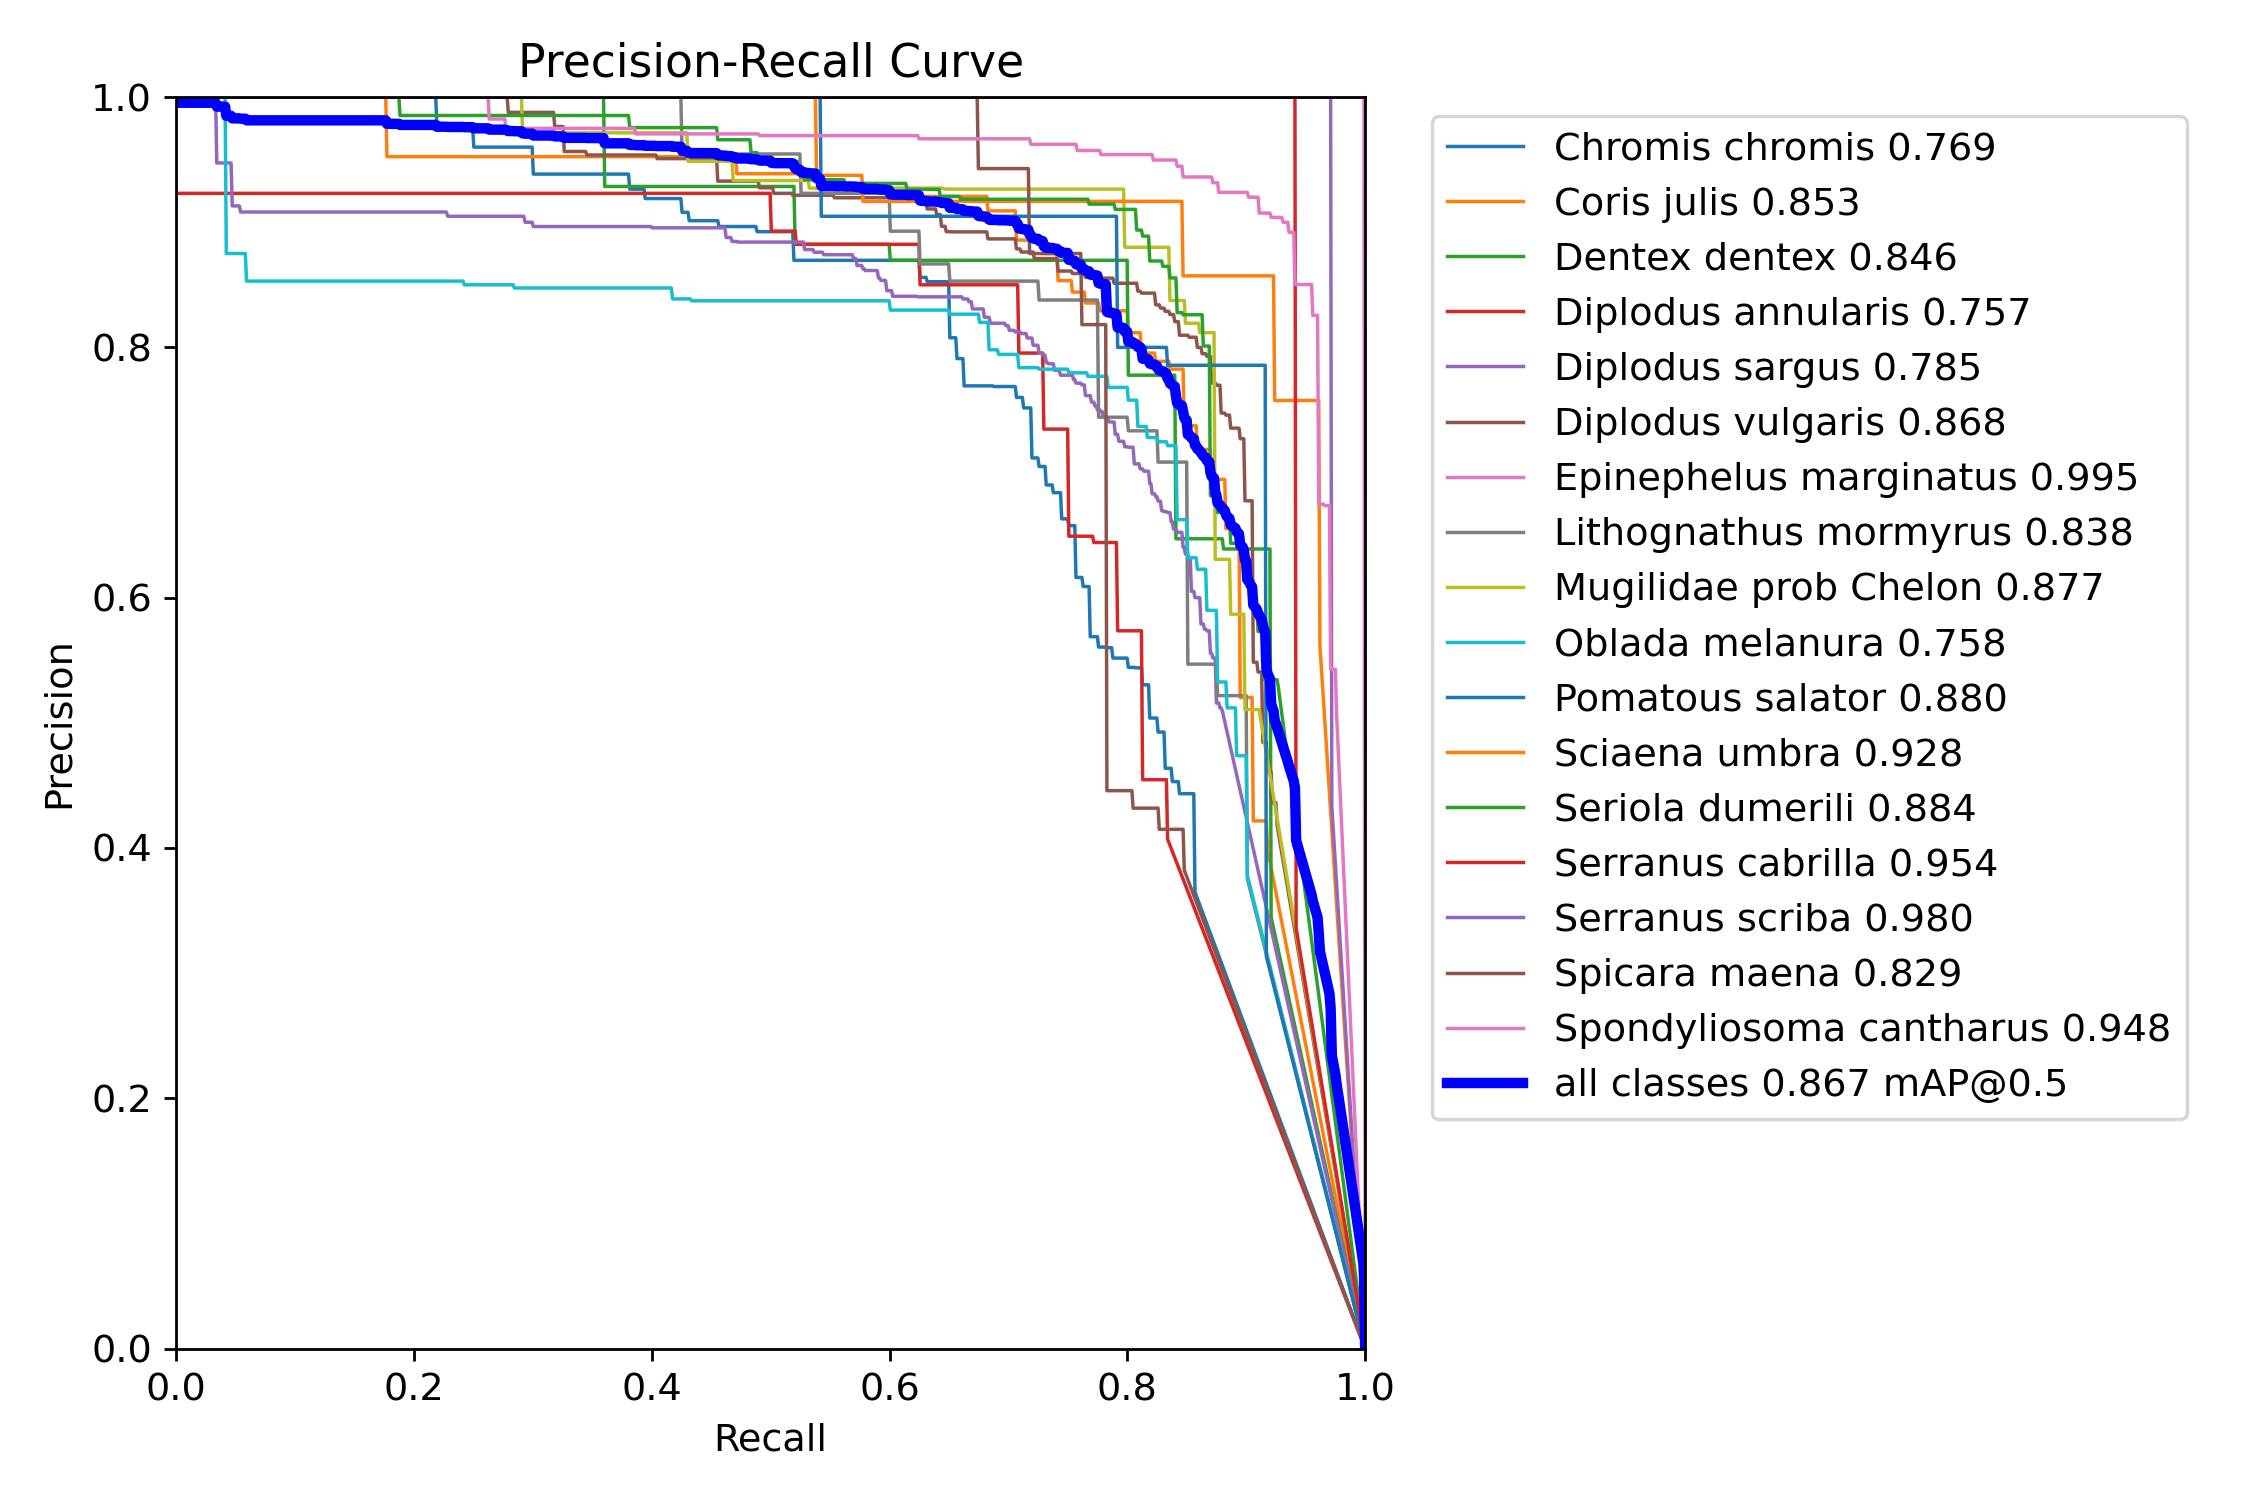 Precision-Recall Curve
1.0
0.8
0.6
0.4
0.2
0.0
Precision
0.0 0.2 0.4 0.6 0.8 1.0
Recall
Chromis chromis 0.769
Coris julis 0.853
Dentex dentex 0.846
Diplodus annularis 0.757
Diplodus sargus 0.785
Diplodus vulgaris 0.868
Epinephelus marginatus 0.995
Lithognathus mormyrus 0.838
Mugilidae prob Chelon 0.877
Oblada melanura 0.758
Pomatous salator 0.880
Sciaena umbra 0.928
Seriola dumerili 0.884
Serranus cabrilla 0.954
Serranus scriba 0.980
Spicara maena 0.829
Spondyliosoma cantharus 0.948
all classes 0.867 mAP@0.5